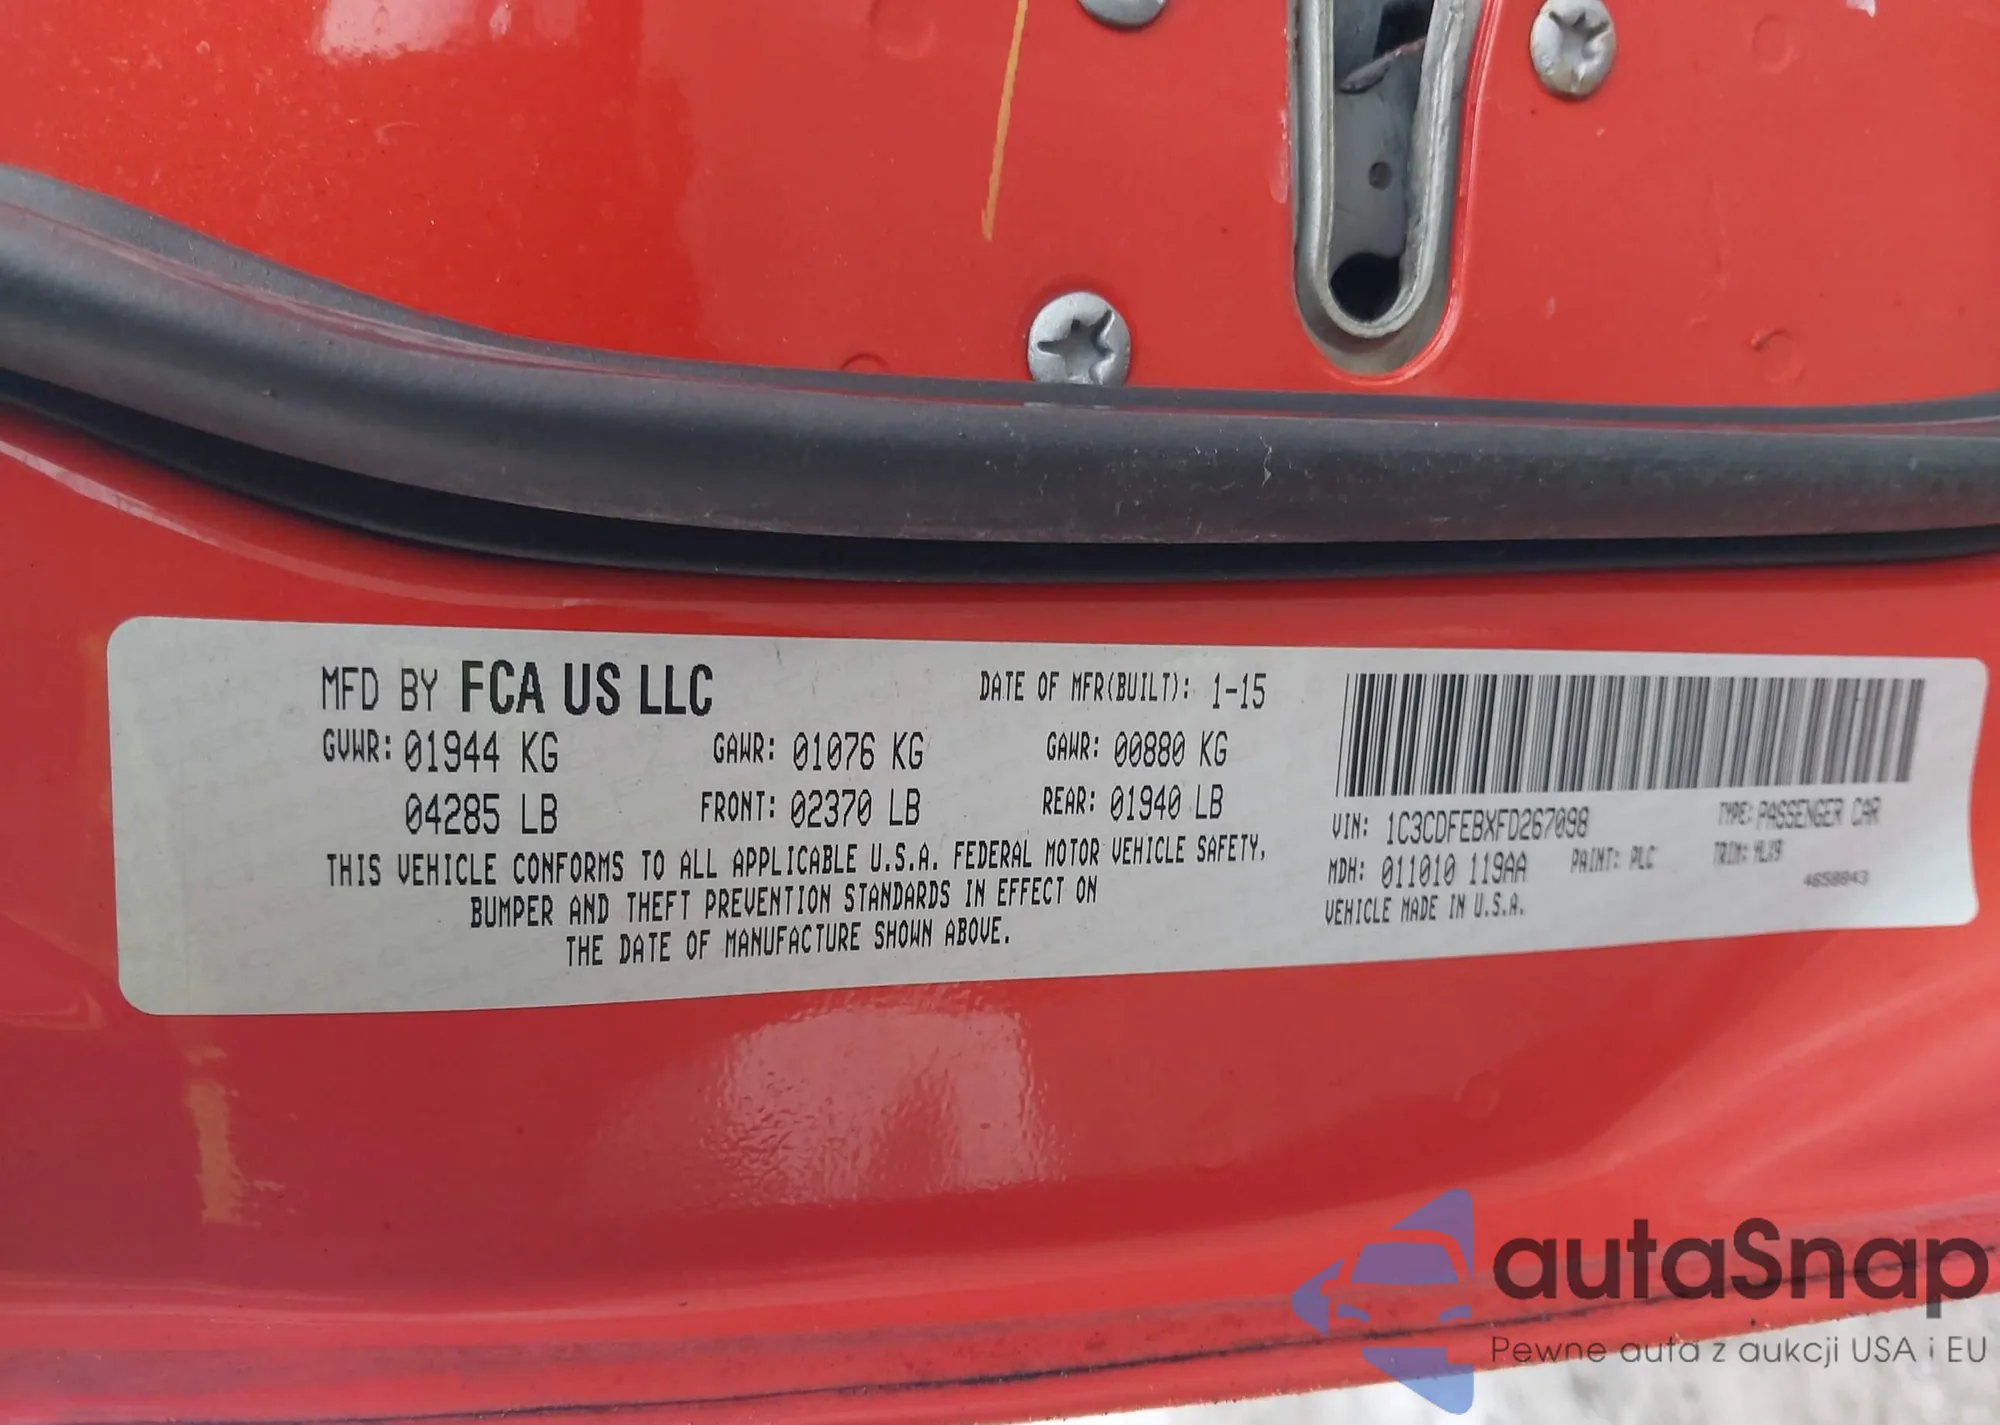 MFD BY FCA US LLC DATE OF MFR(BUILT): 1-15
GVWR: 01944 KG GAWR: 01076 KG GAWR: 00880 KG
04285 LB FRONT: 02370 LB REAR: 01940 LB
THIS VEHICLE CONFORMS TO ALL APPLICABLE U.S.A. FEDERAL MOTOR VEHICLE SAFETY,
BUMPER AND THEFT PREVENTION STANDARDS IN EFFECT ON
THE DATE OF MANUFACTURE SHOWN ABOVE.
VIN: 1C3CDFEBXFD267098 TYPE: PASSENGER CAR
MDH: 011010 119AA PAINT: PLC TRIM:
VEHICLE MADE IN U.S.A. 4658843
autaSnap
Pewne auta z aukcji USA i EU